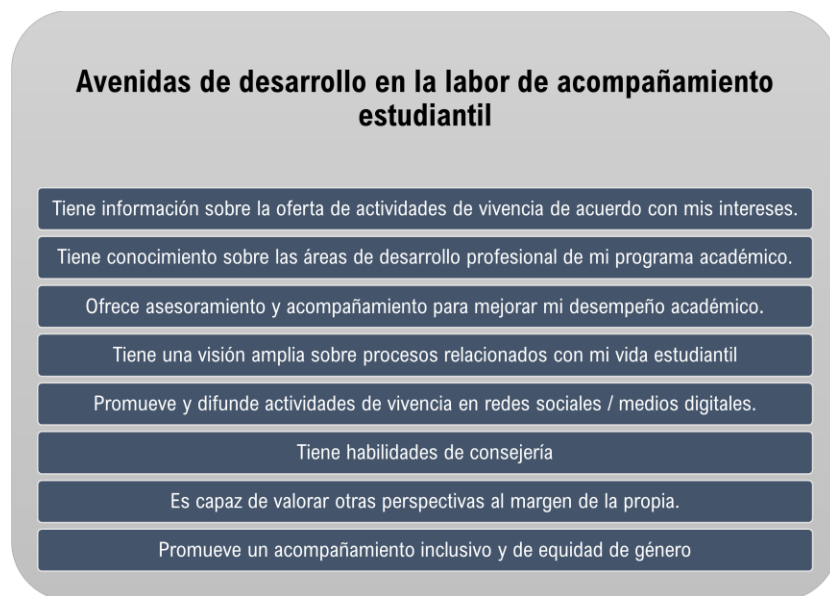 Avenidas de desarrollo en la labor de acompañamiento
estudiantil
Tiene información sobre la oferta de actividades de vivencia de acuerdo con mis intereses.
Tiene conocimiento sobre las áreas de desarrollo profesional de mi programa académico.
Ofrece asesoramiento y acompañamiento para mejorar mi desempeño académico.
Tiene una visión amplia sobre procesos relacionados con mi vida estudiantil
Promueve y difunde actividades de vivencia en redes sociales / medios digitales.
Tiene habilidades de consejería
Es capaz de valorar otras perspectivas al margen de la propia.
Promueve un acompañamiento inclusivo y de equidad de género